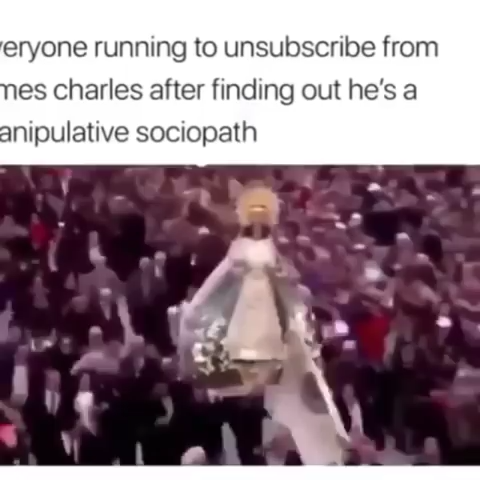 veryone running to unsubscribe from
mes charles after finding out he's a
anipulative sociopath